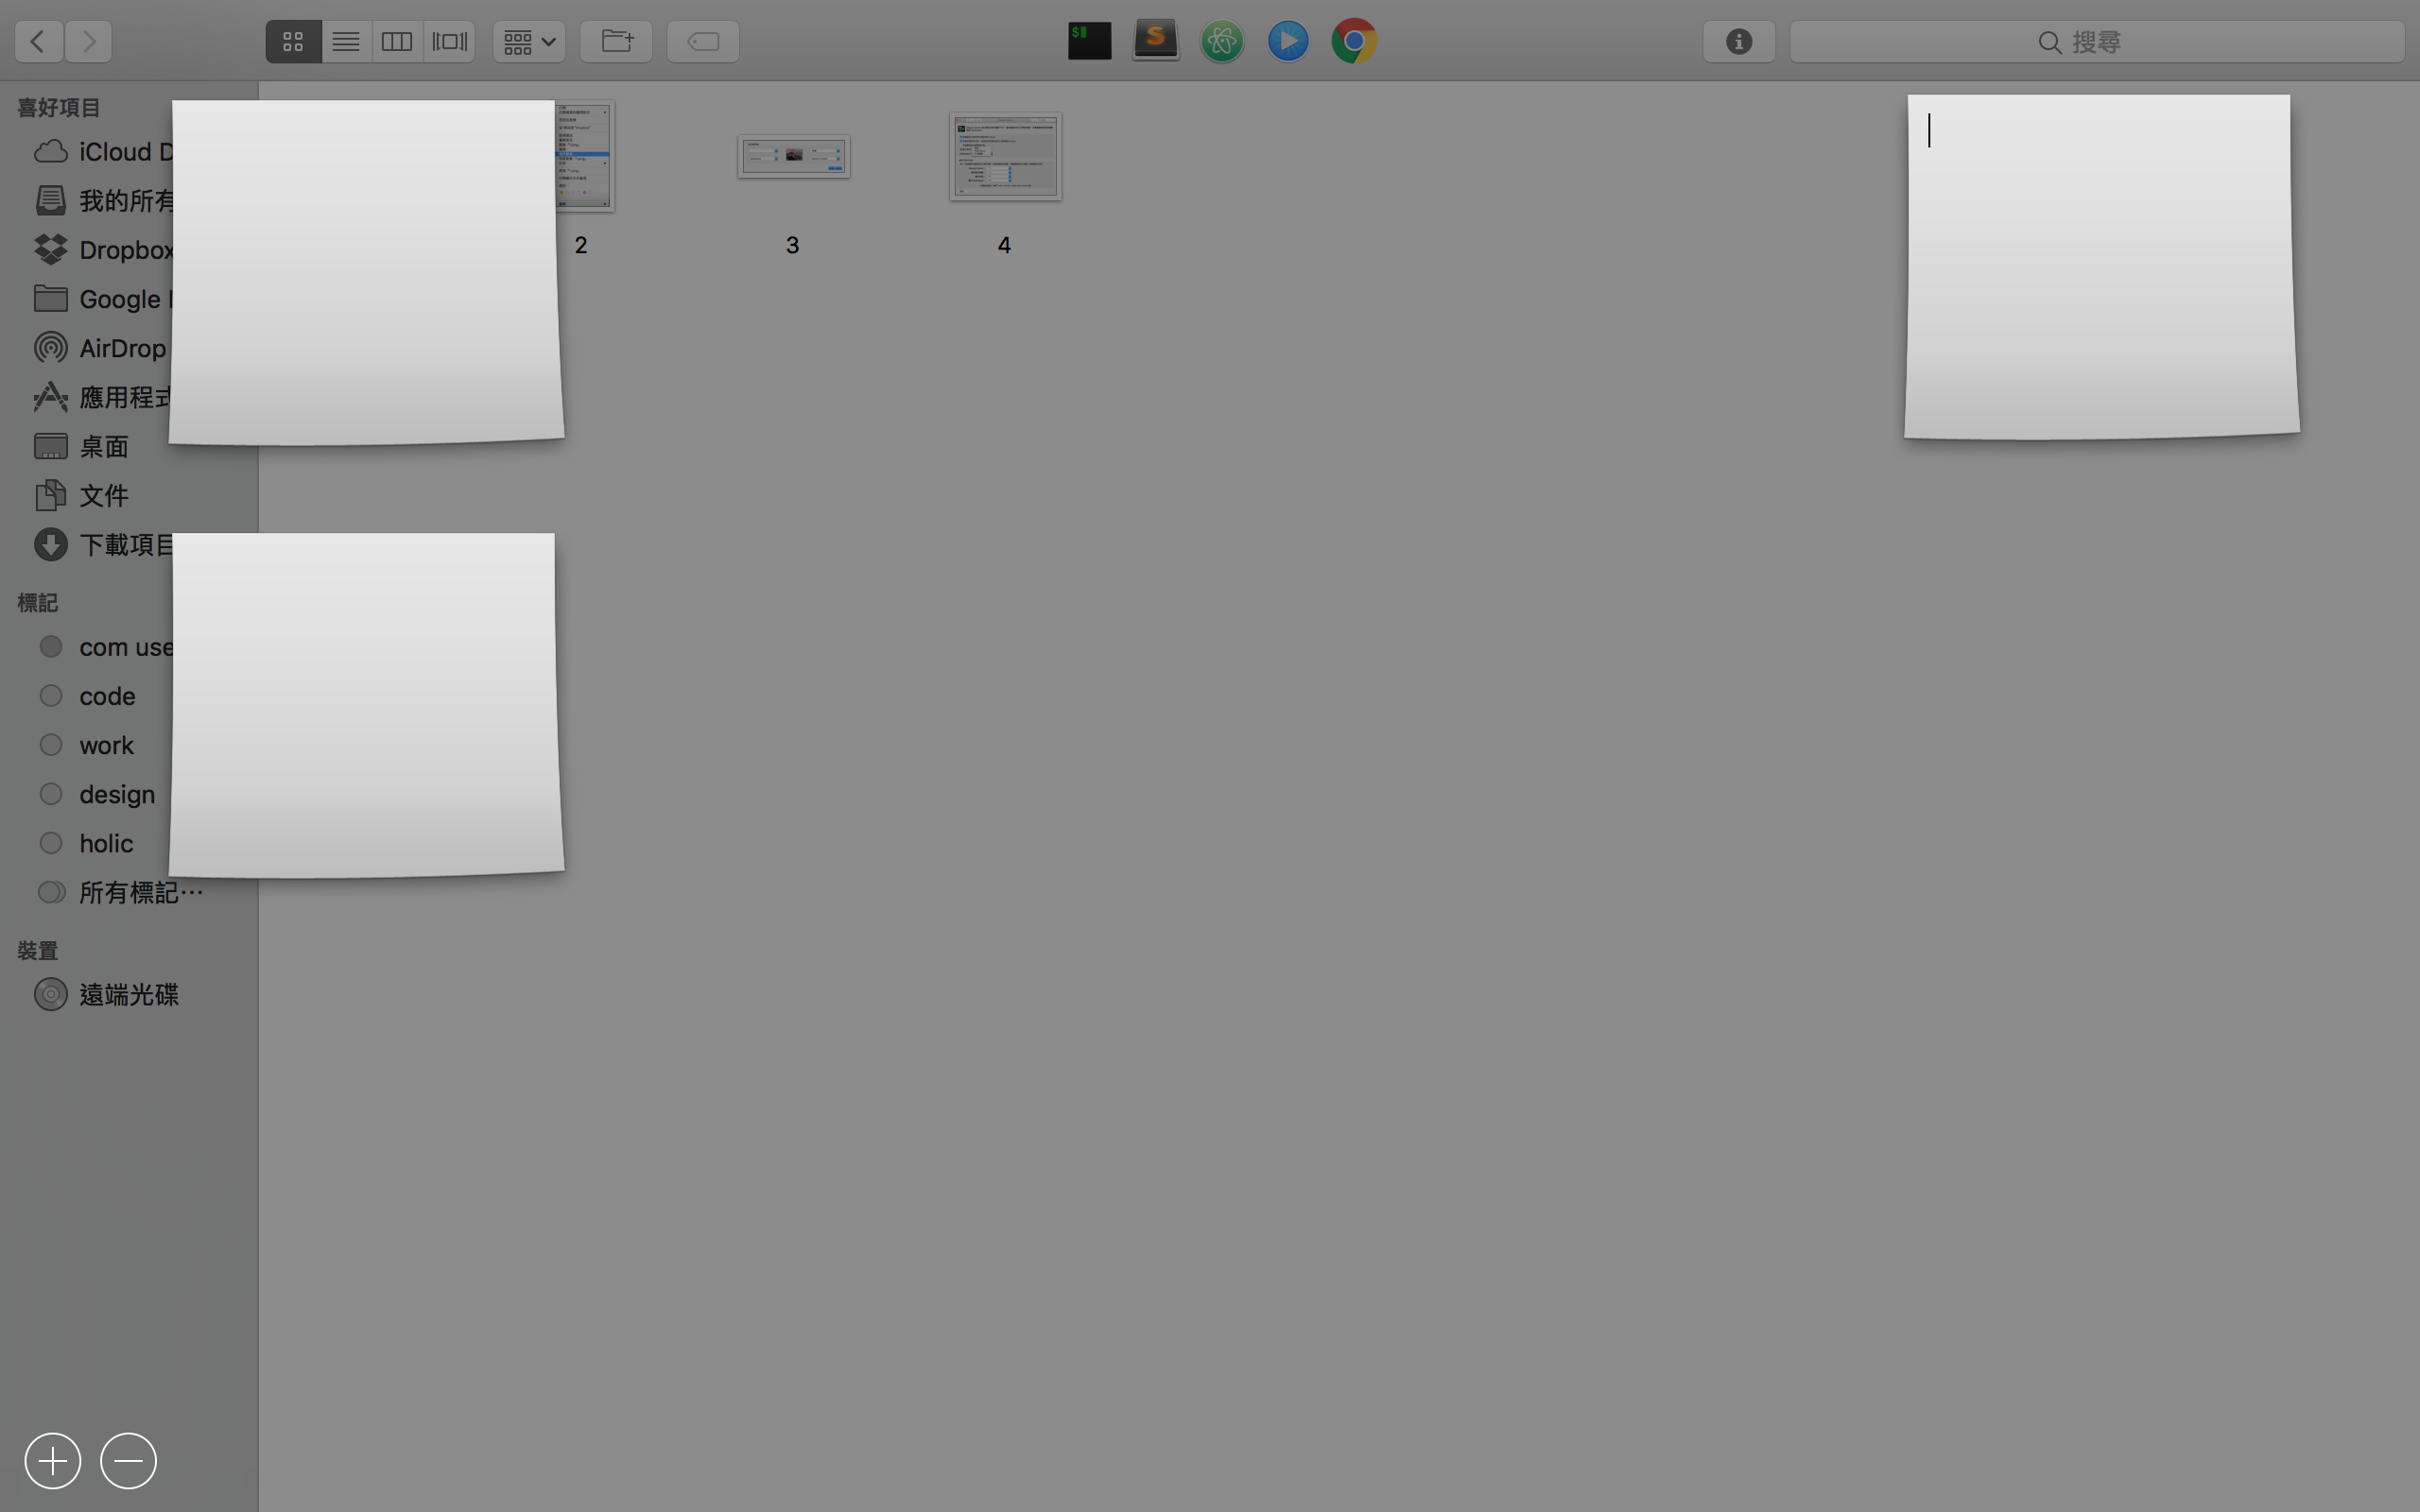 搜尋
喜好項目
iCloud D
我的所有
Dropbox
Google
AirDrop
應用程式
桌面
文件
下載項目
標記
com use
code
work
design
holic
所有標記⋯
裝置
遠端光碟
2
3
4